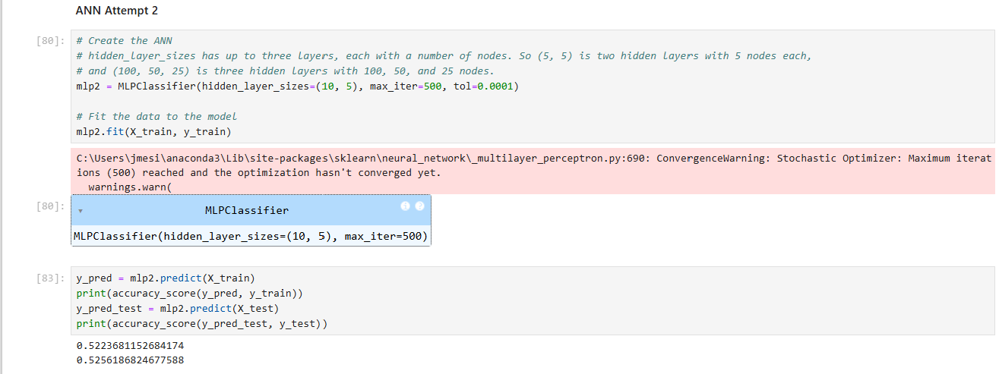 ANN Attempt 2
[80]: # Create the ANN
# hidden_layer_sizes has up to three layers, each with a number of nodes. So (5, 5) is two hidden layers with 5 nodes each,
# and (100, 50, 25) is three hidden layers with 100, 50, and 25 nodes.
mlp2 = MLPClassifier(hidden_layer_sizes=(10, 5), max_iter=500, tol=0.0001)
# Fit the data to the model
mlp2.fit(X_train, y_train)
C:\Users\jmesi\anaconda3\Lib\site-packages\sklearn\neural_network\_multilayer_perceptron.py:690: ConvergenceWarning: Stochastic Optimizer: Maximum iterat
ions (500) reached and the optimization hasn't converged yet.
  warnings.warn(
[80]: ▾ MLPClassifier i ?
MLPClassifier(hidden_layer_sizes=(10, 5), max_iter=500)
[83]: y_pred = mlp2.predict(X_train)
print(accuracy_score(y_pred, y_train))
y_pred_test = mlp2.predict(X_test)
print(accuracy_score(y_pred_test, y_test))
0.5223681152684174
0.5256186824677588